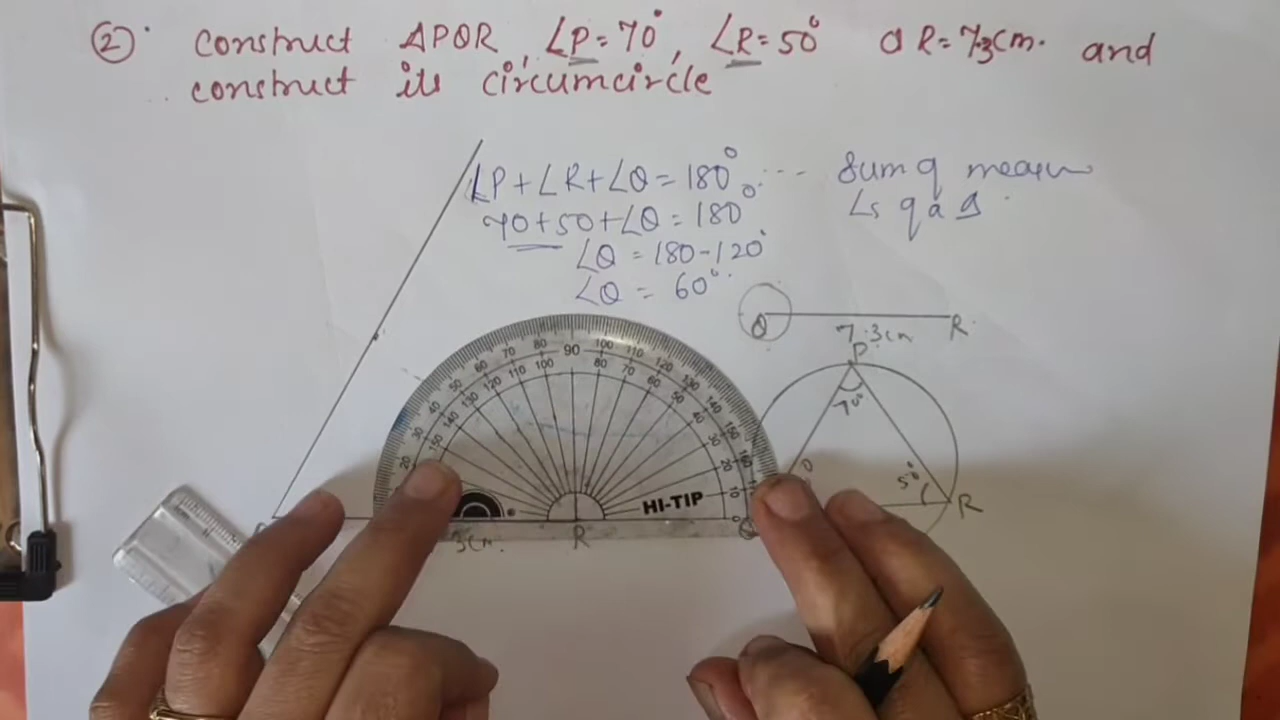 ② construct ΔPQR, ∠P=70°, ∠R=50° QR=7.3cm. and
construct its circumcircle
∠P+∠R+∠Q=180° ... Sum of measure
∠s of a Δ.
70+50+∠Q=180°
∠Q = 180-120°
∠Q = 60°.
Q R.
7.3cm
P
70°
50° R
HI-TIP
3cm. R